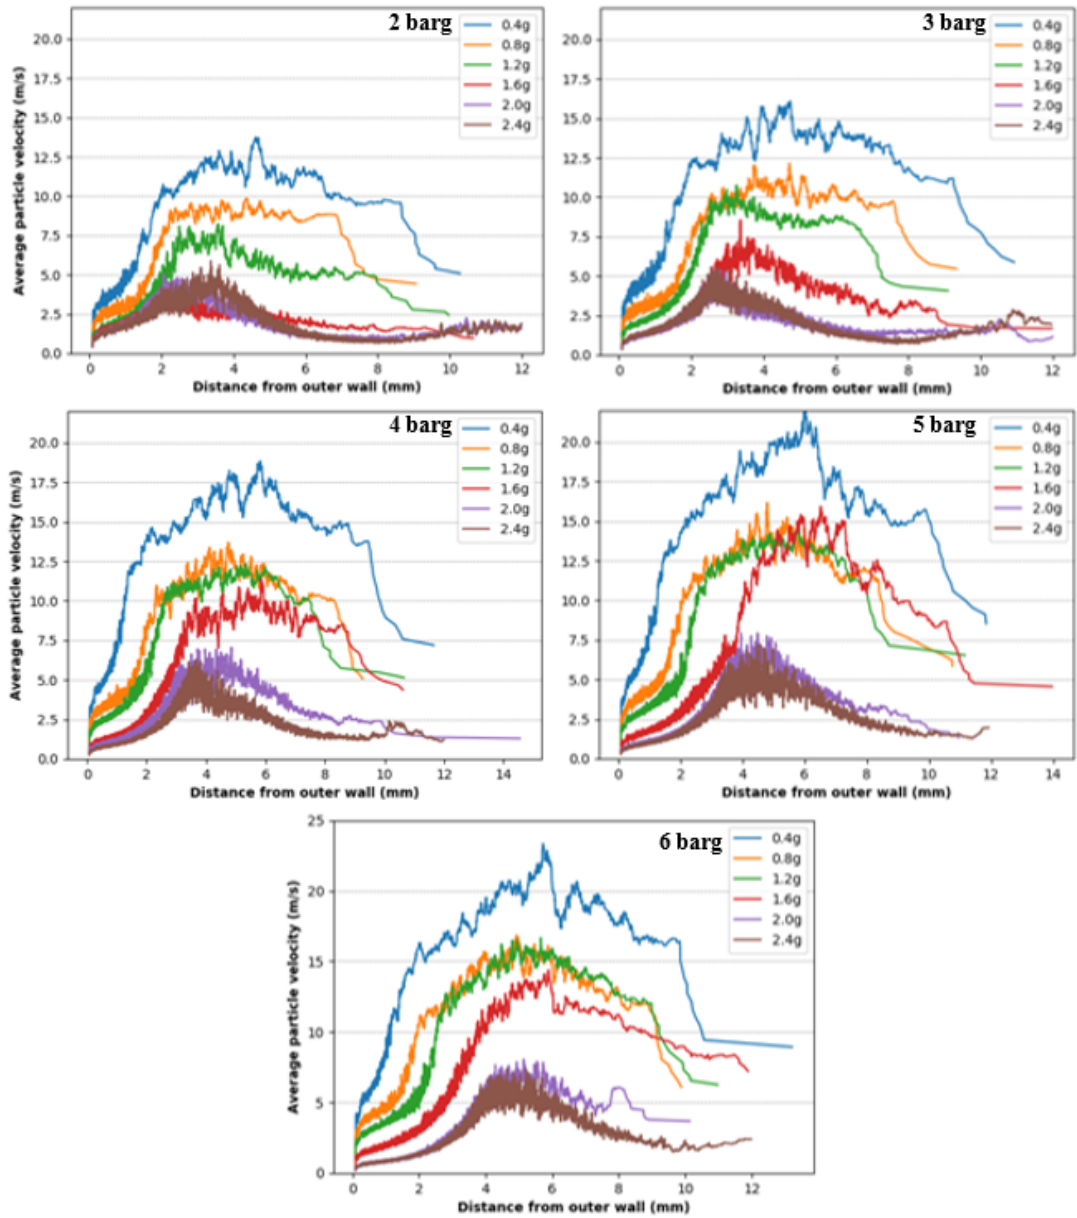 2 barg
0.4g
0.8g
1.2g
1.6g
2.0g
2.4g
20.0
17.5
15.0
12.5
10.0
7.5
5.0
2.5
0.0
Average particle velocity (m/s)
0 2 4 6 8 10 12
Distance from outer wall (mm)
3 barg
0.4g
0.8g
1.2g
1.6g
2.0g
2.4g
20.0
17.5
15.0
12.5
10.0
7.5
5.0
2.5
0.0
0 2 4 6 8 10 12
Distance from outer wall (mm)
4 barg
0.4g
0.8g
1.2g
1.6g
2.0g
2.4g
20.0
17.5
15.0
12.5
10.0
7.5
5.0
2.5
0.0
Average particle velocity (m/s)
0 2 4 6 8 10 12 14
Distance from outer wall (mm)
5 barg
0.4g
0.8g
1.2g
1.6g
2.0g
2.4g
20.0
17.5
15.0
12.5
10.0
7.5
5.0
2.5
0.0
0 2 4 6 8 10 12 14
Distance from outer wall (mm)
6 barg
0.4g
0.8g
1.2g
1.6g
2.0g
2.4g
25
20
15
10
5
0
Average particle velocity (m/s)
0 2 4 6 8 10 12
Distance from outer wall (mm)